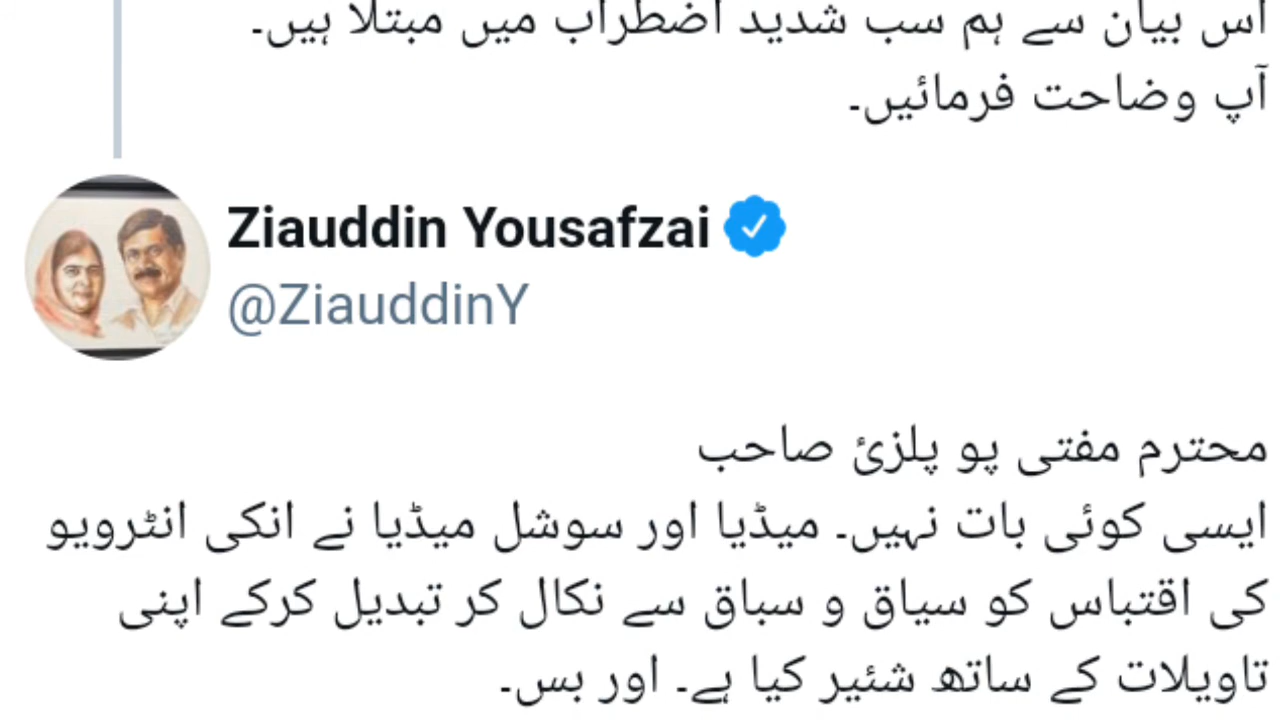 اس بیان سے ہم سب شدید اضطراب میں مبتلا ہیں۔
آپ وضاحت فرمائیں۔
Ziauddin Yousafzai
@ZiauddinY
محترم مفتی پو پلزئ صاحب
ایسی کوئی بات نہیں۔ میڈیا اور سوشل میڈیا نے انکی انٹرویو
کی اقتباس کو سیاق و سباق سے نکال کر تبدیل کرکے اپنی
تاویلات کے ساتھ شئیر کیا ہے۔ اور بس۔